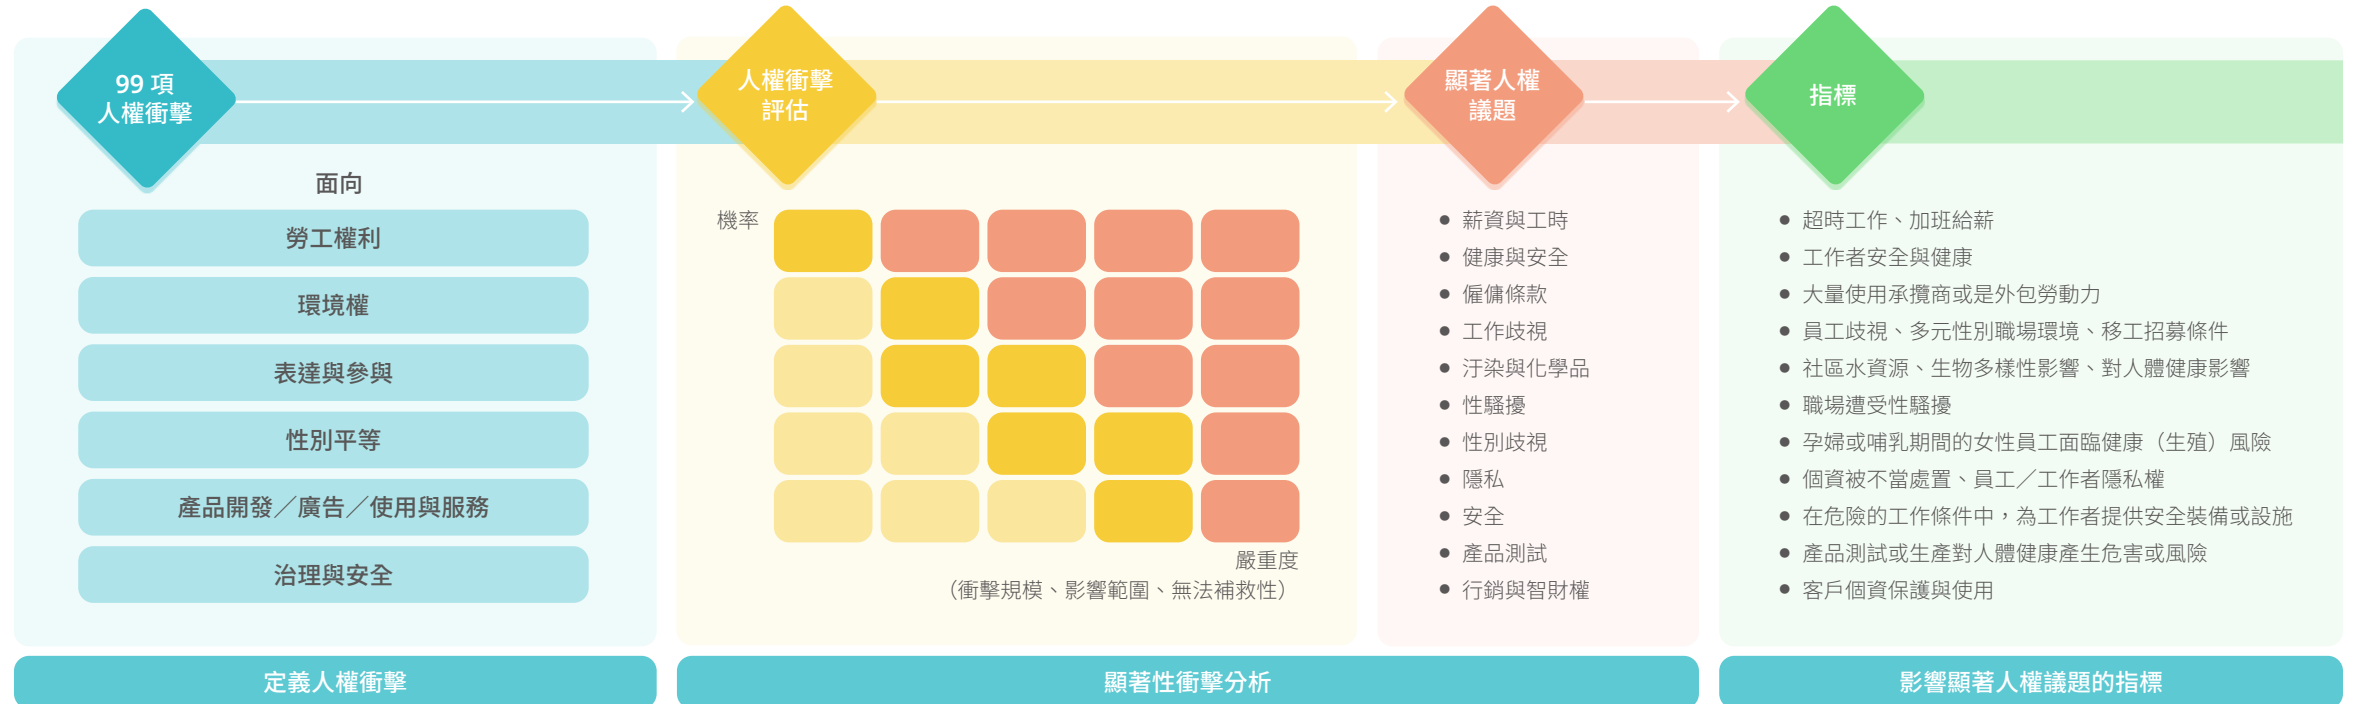 99 項
人權衝擊
面向
勞工權利
環境權
表達與參與
性別平等
產品開發／廣告／使用與服務
治理與安全
定義人權衝擊
人權衝擊
評估
機率
嚴重度
（衝擊規模、影響範圍、無法補救性）
顯著人權
議題
● 薪資與工時
● 健康與安全
● 僱傭條款
● 工作歧視
● 汙染與化學品
● 性騷擾
● 性別歧視
● 隱私
● 安全
● 產品測試
● 行銷與智財權
顯著性衝擊分析
指標
● 超時工作、加班給薪
● 工作者安全與健康
● 大量使用承攬商或是外包勞動力
● 員工歧視、多元性別職場環境、移工招募條件
● 社區水資源、生物多樣性影響、對人體健康影響
● 職場遭受性騷擾
● 孕婦或哺乳期間的女性員工面臨健康（生殖）風險
● 個資被不當處置、員工／工作者隱私權
● 在危險的工作條件中，為工作者提供安全裝備或設施
● 產品測試或生產對人體健康產生危害或風險
● 客戶個資保護與使用
影響顯著人權議題的指標